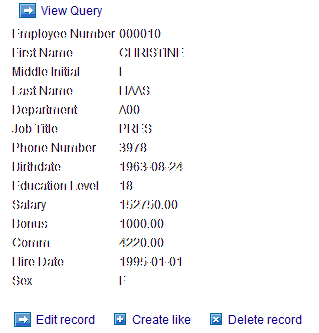 View Query
Employee Number 000010
First Name CHRISTINE
Middle Initial I
Last Name HAAS
Department A00
Job Title PRES
Phone Number 3978
Birthdate 1963-08-24
Education Level 18
Salary 152750.00
Bonus 1000.00
Comm 4220.00
Hire Date 1995-01-01
Sex F
Edit record Create like Delete record